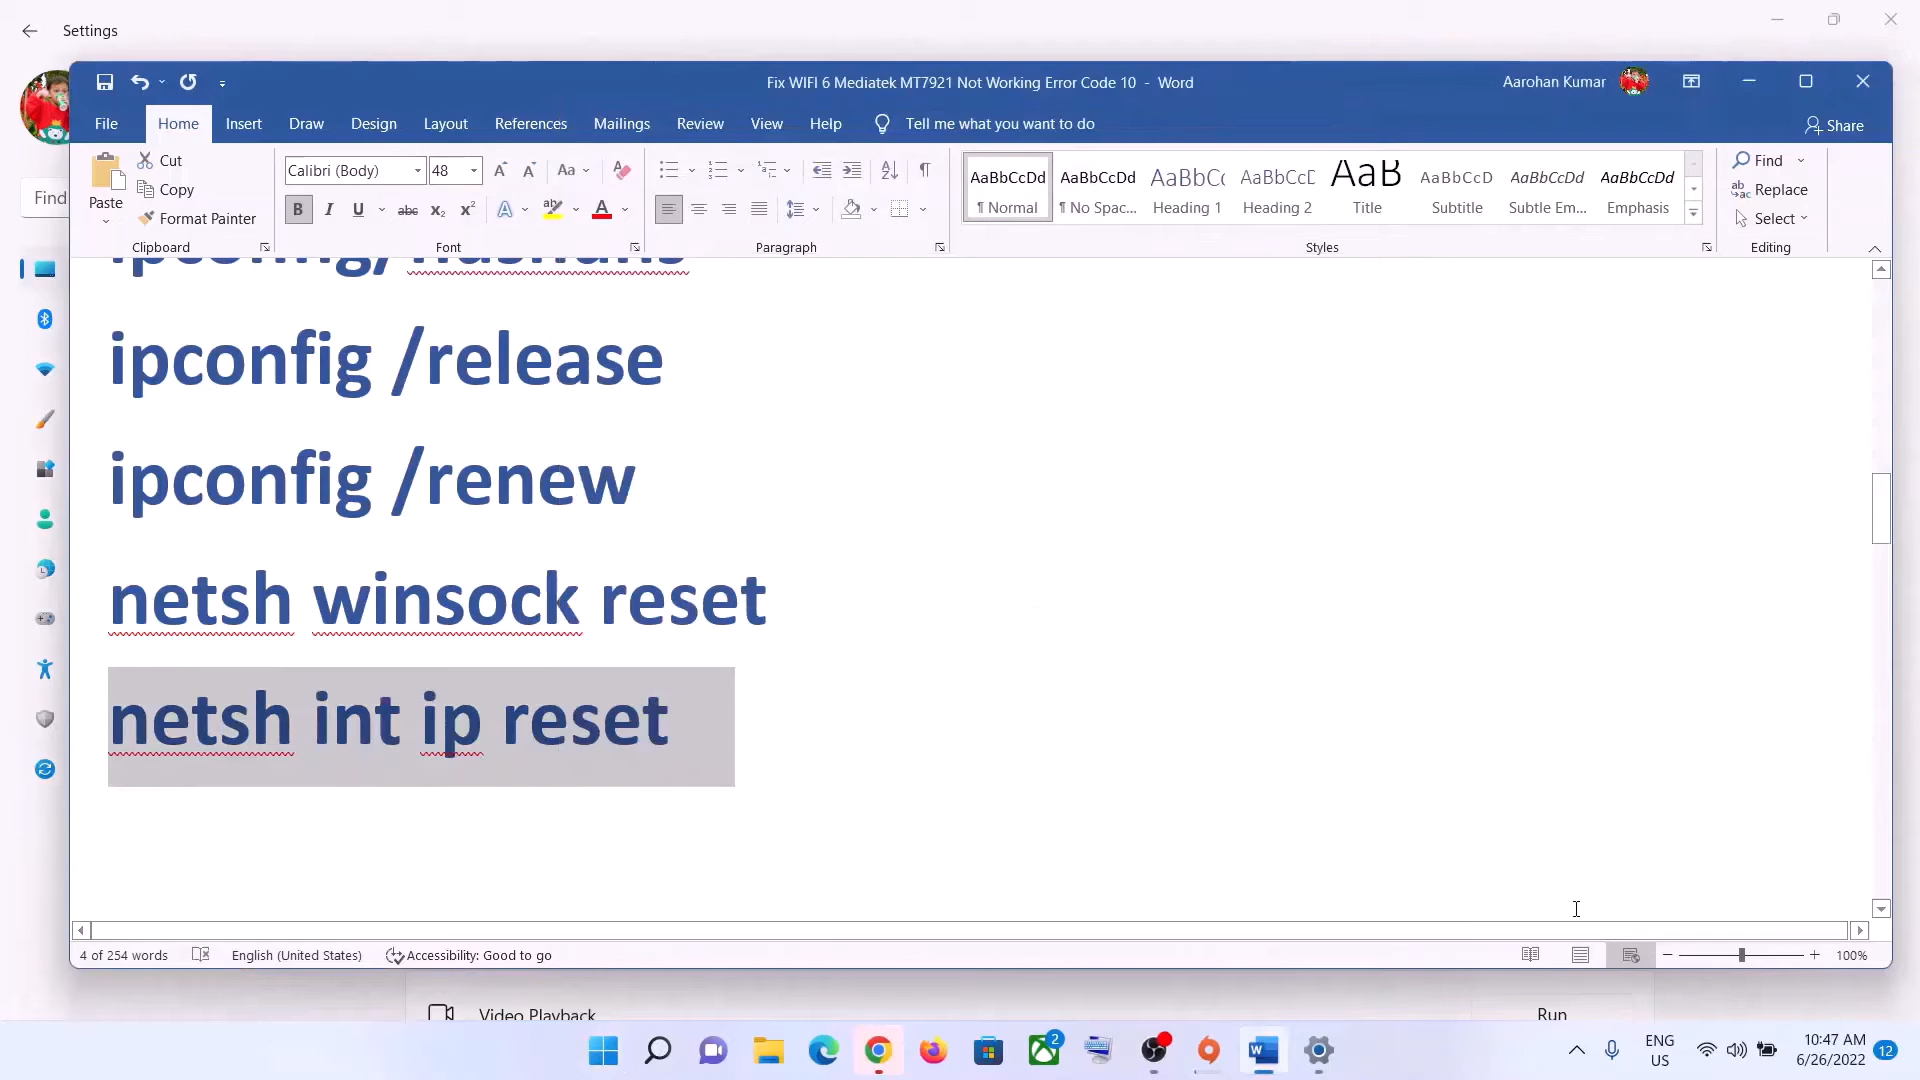 Settings
Fix WIFI 6 Mediatek MT7921 Not Working Error Code 10 - Word
Aarohan Kumar
File Home Insert Draw Design Layout References Mailings Review View Help Tell me what you want to do
Share
Paste
Cut
Copy
Format Painter
Clipboard
Calibri (Body) 48
Font
Paragraph
AaBbCcDd AaBbCcDd AaBbC AaBbCcD AaB AaBbCcD AaBbCcDd AaBbCcDd
¶ Normal ¶ No Spac... Heading 1 Heading 2 Title Subtitle Subtle Em... Emphasis
Styles
Find
Replace
Select
Editing
Find
ipconfig /release
ipconfig /renew
netsh winsock reset
netsh int ip reset
4 of 254 words English (United States) Accessibility: Good to go 100%
Video Playback Run
2
ENG
US
10:47 AM
6/26/2022
12